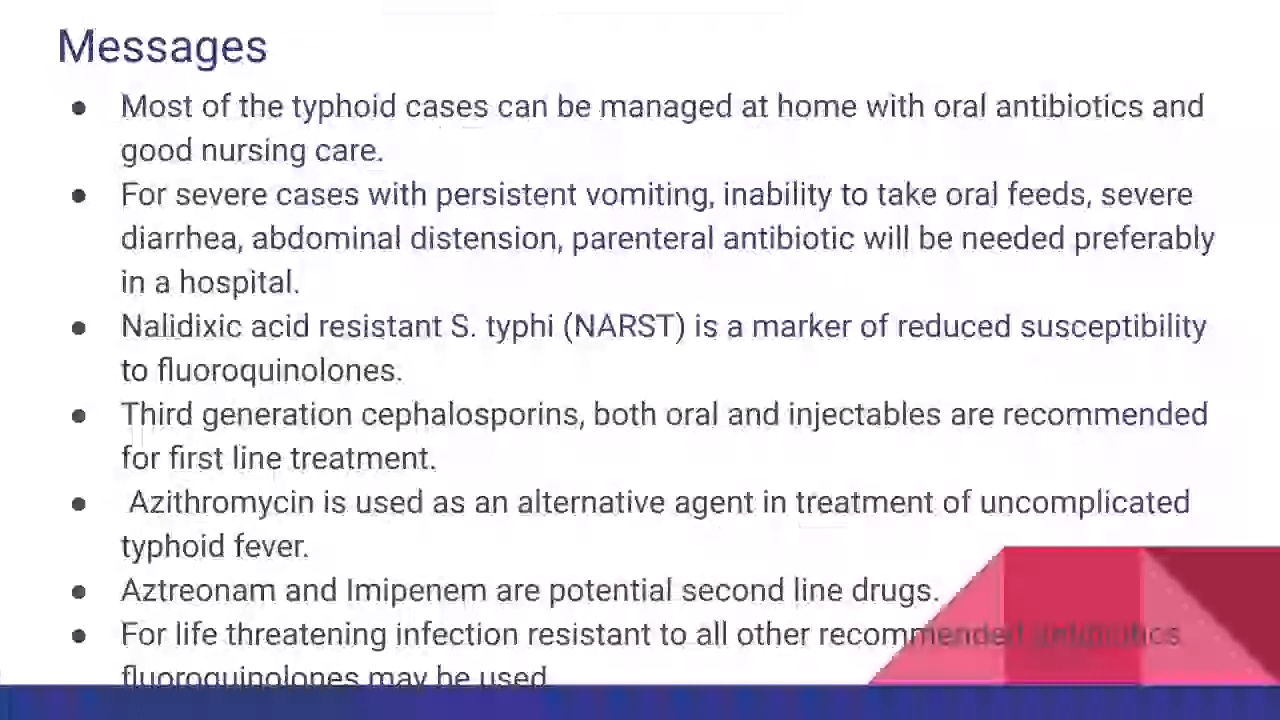 Messages
● Most of the typhoid cases can be managed at home with oral antibiotics and
good nursing care.
● For severe cases with persistent vomiting, inability to take oral feeds, severe
diarrhea, abdominal distension, parenteral antibiotic will be needed preferably
in a hospital.
● Nalidixic acid resistant S. typhi (NARST) is a marker of reduced susceptibility
to fluoroquinolones.
● Third generation cephalosporins, both oral and injectables are recommended
for first line treatment.
● Azithromycin is used as an alternative agent in treatment of uncomplicated
typhoid fever.
● Aztreonam and Imipenem are potential second line drugs.
● For life threatening infection resistant to all other recommended antibiotics
fluoroquinolones may be used